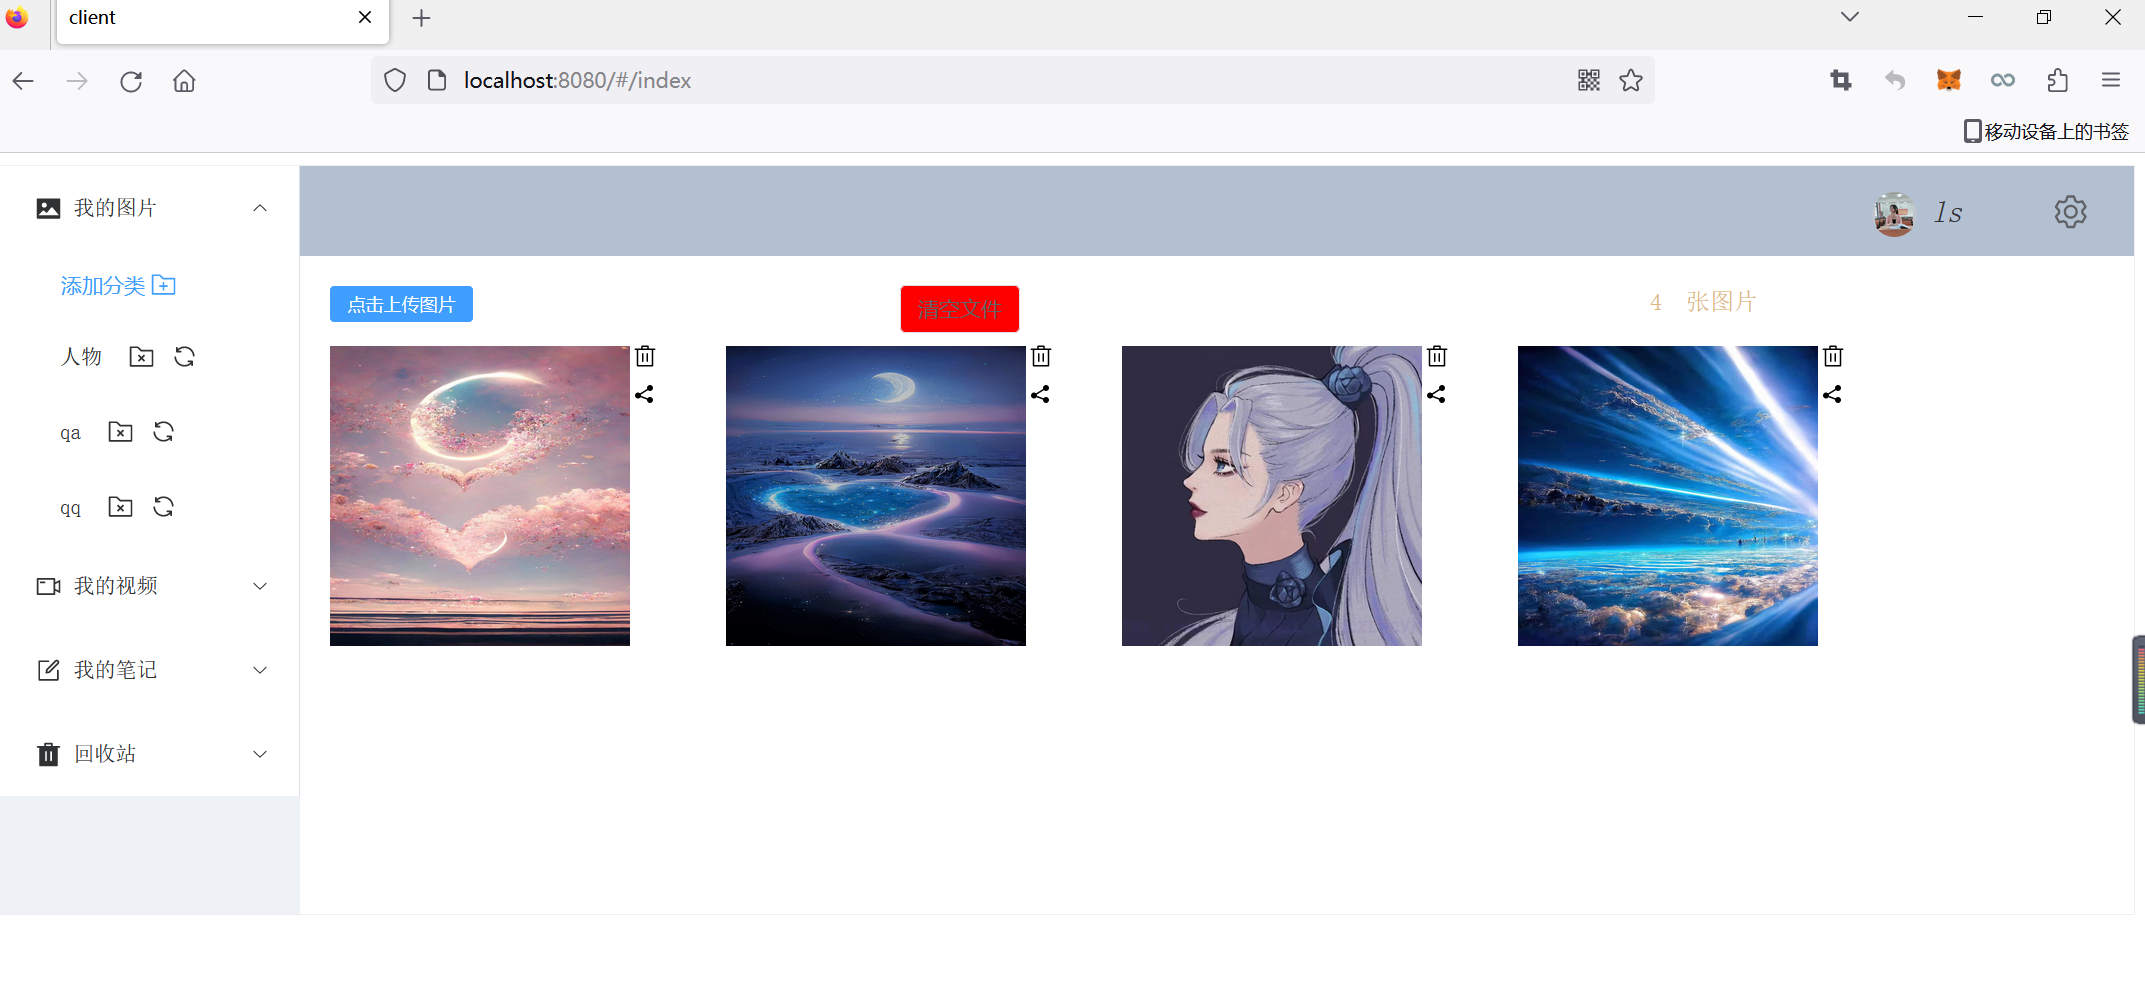 client
localhost:8080/#/index
移动设备上的书签
我的图片
添加分类
人物
qa
qq
我的视频
我的笔记
回收站
ls
点击上传图片
清空文件
4 张图片